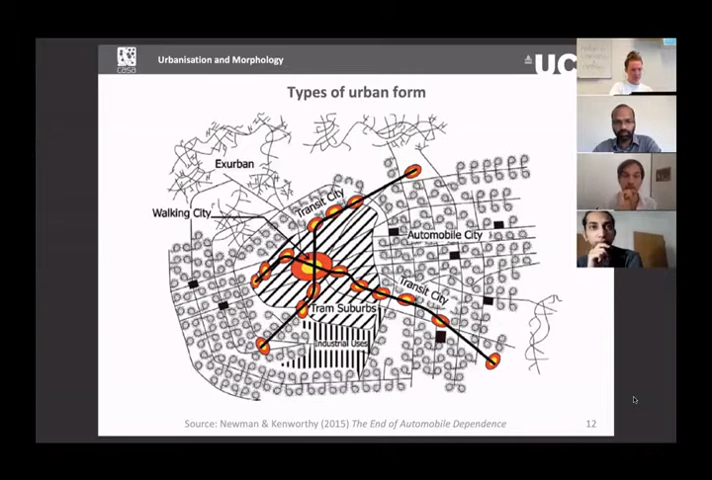 casa
Urbanisation and Morphology
UC
Types of urban form
Exurban
Transit City
Walking City
Automobile City
Transit City
Tram Suburbs
Industrial Uses
Source: Newman & Kenworthy (2015) The End of Automobile Dependence
12